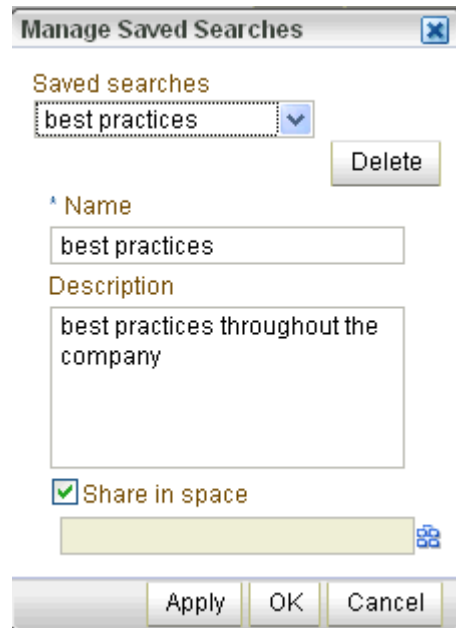 Manage Saved Searches
Saved searches
best practices
Delete
* Name
best practices
Description
best practices throughout the
company
Share in space
Apply OK Cancel